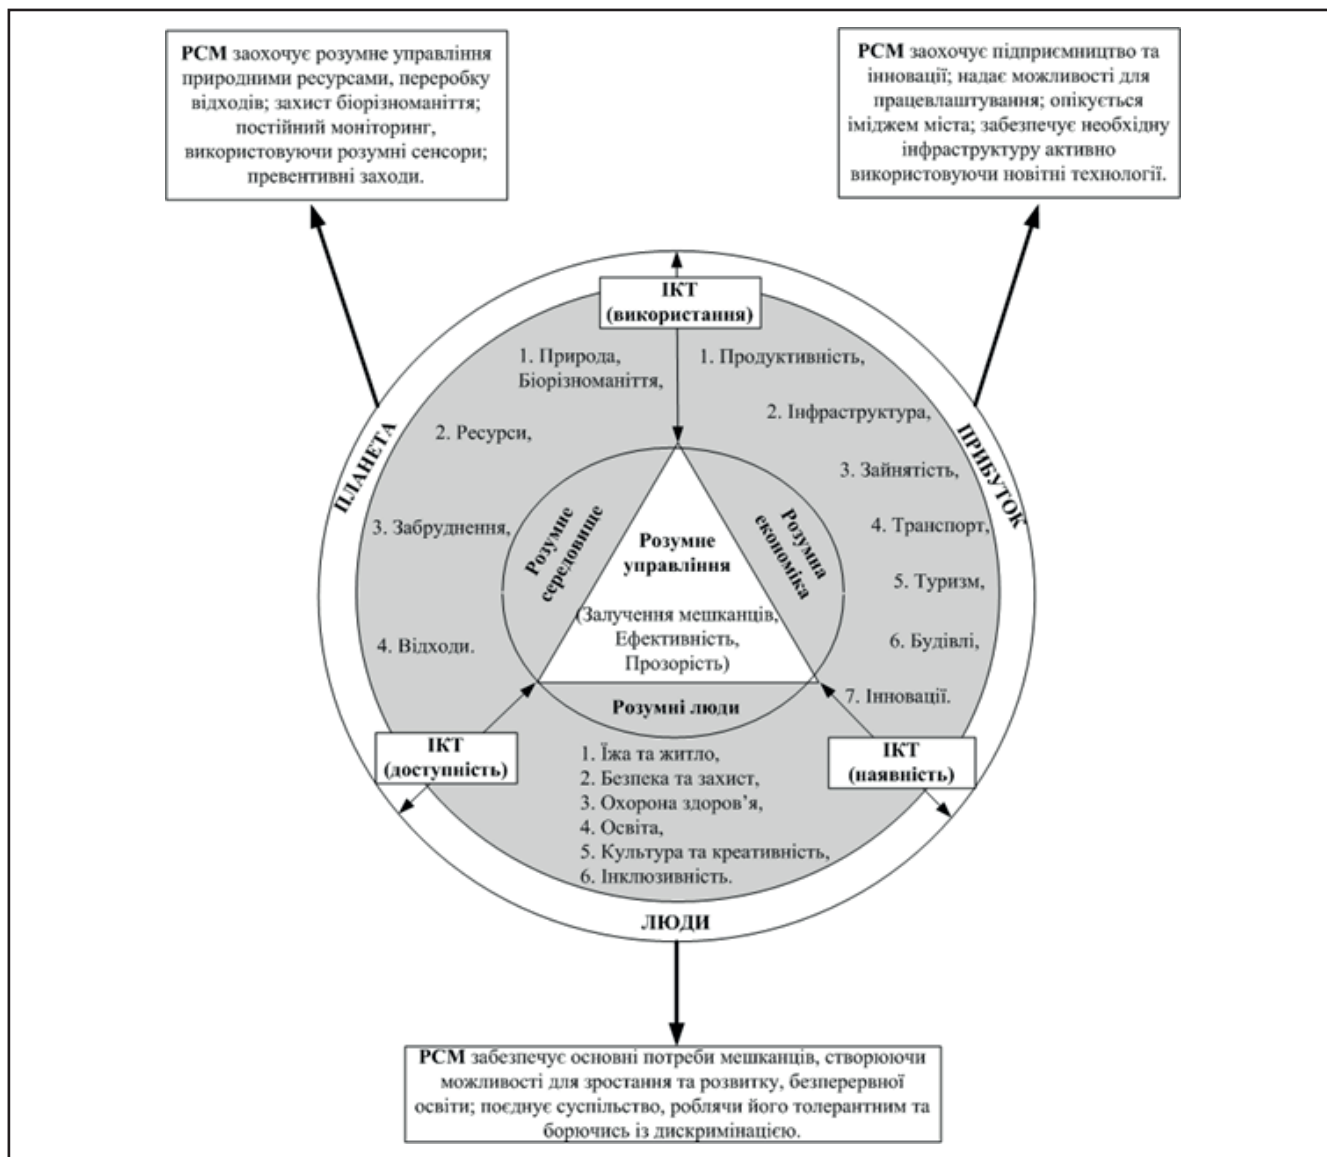 РСМ заохочує розумне управління
природними ресурсами, переробку
відходів; захист біорізноманіття;
постійний моніторинг,
використовуючи розумні сенсори;
превентивні заходи.
РСМ заохочує підприємництво та
інновації; надає можливості для
працевлаштування; опікується
іміджем міста; забезпечує необхідну
інфраструктуру активно
використовуючи новітні технології.
ІКТ
(використання)
1. Природа,
Біорізноманіття,
2. Ресурси,
3. Забруднення,
4. Відходи.
1. Продуктивність,
2. Інфраструктура,
3. Зайнятість,
4. Транспорт,
5. Туризм,
6. Будівлі,
7. Інновації.
ПЛАНЕТА
ПРИБУТОК
Розумне
середовище
Розумна
економіка
Розумне
управління
(Залучення мешканців,
Ефективність,
Прозорість)
Розумні люди
ІКТ
(доступність)
ІКТ
(наявність)
1. Їжа та житло,
2. Безпека та захист,
3. Охорона здоров’я,
4. Освіта,
5. Культура та креативність,
6. Інклюзивність.
ЛЮДИ
РСМ забезпечує основні потреби мешканців, створюючи
можливості для зростання та розвитку, безперервної
освіти; поєднує суспільство, роблячи його толерантним та
борючись із дискримінацією.